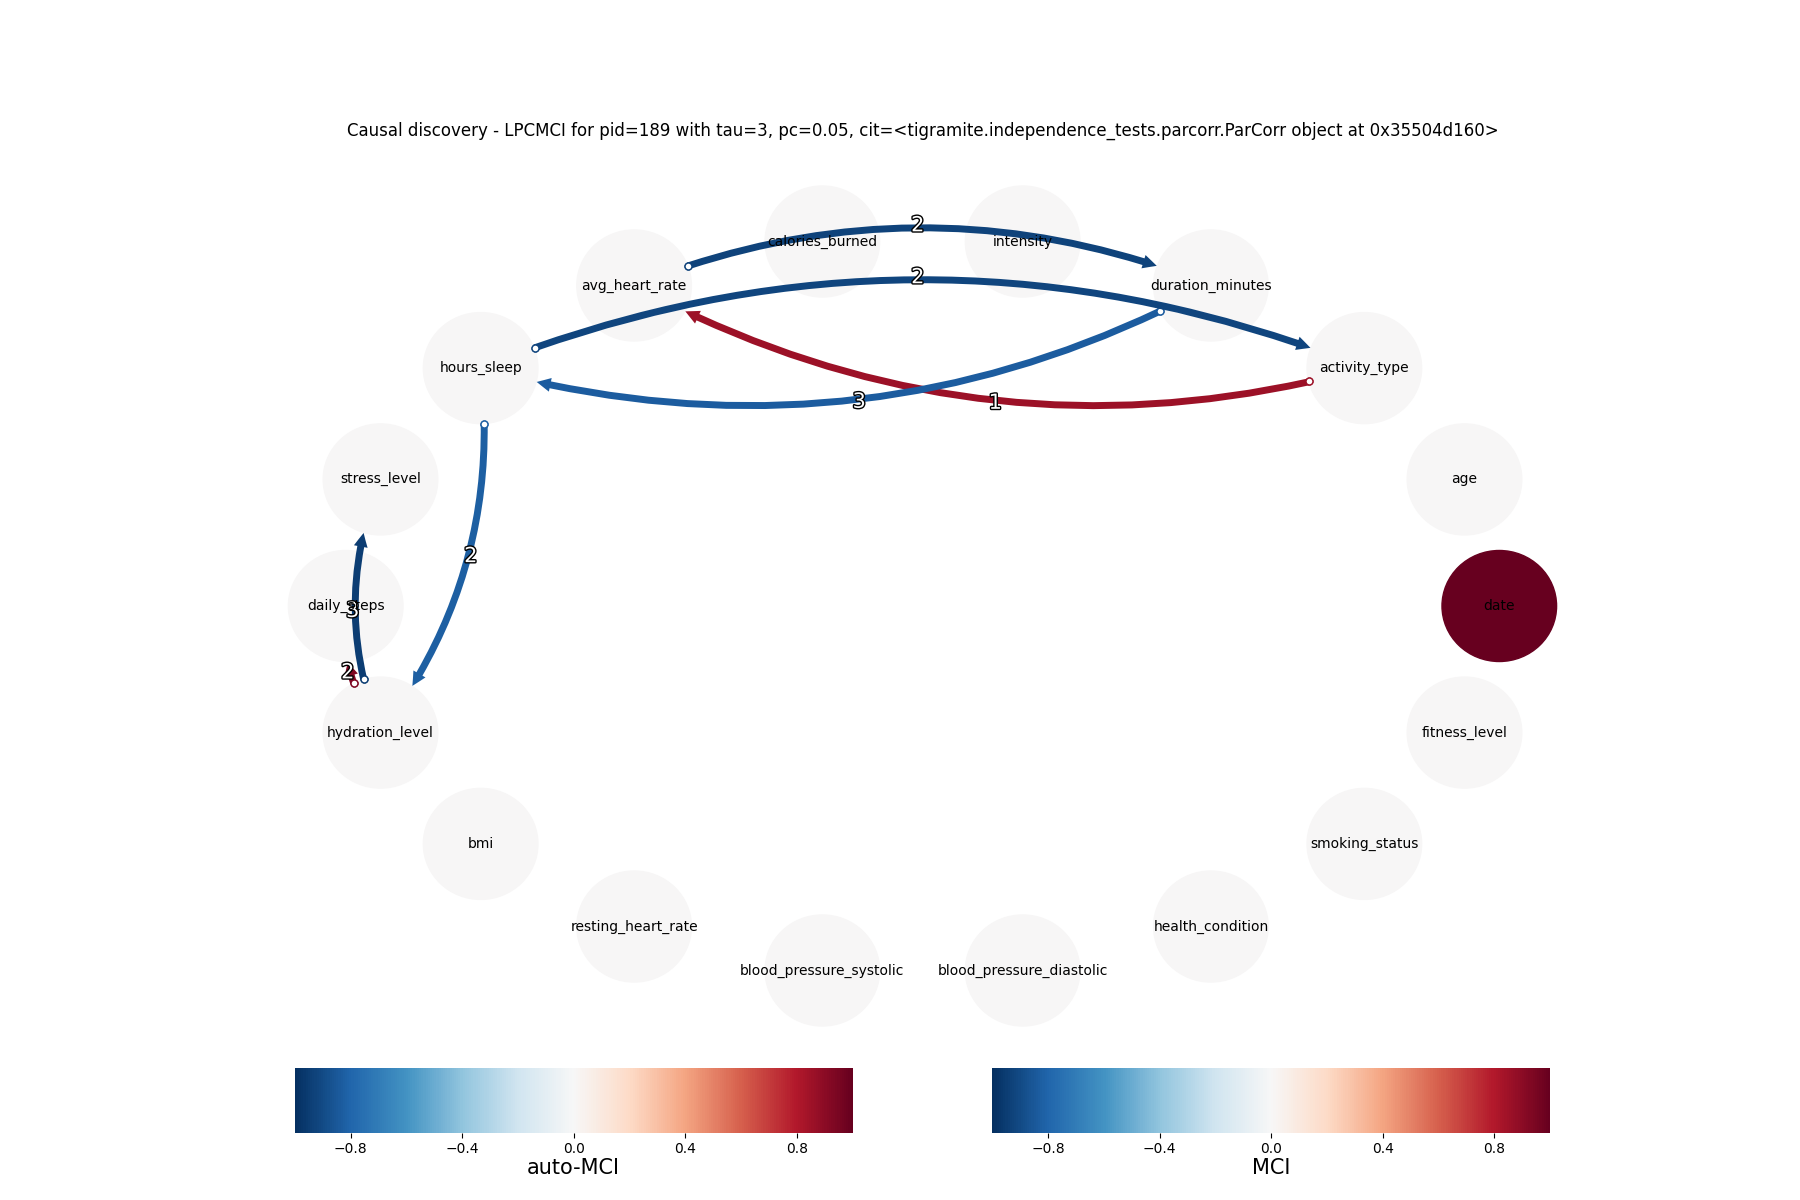 Causal discovery - LPCMCI for pid=189 with tau=3, pc=0.05, cit=<tigramite.independence_tests.parcorr.ParCorr object at 0x35504d160>
2
calories_burned intensity
2
avg_heart_rate duration_minutes
hours_sleep activity_type
3 1
stress_level age
2
daily_steps date
3
2
hydration_level fitness_level
bmi smoking_status
resting_heart_rate health_condition
blood_pressure_systolic blood_pressure_diastolic
−0.8 −0.4 0.0 0.4 0.8 −0.8 −0.4 0.0 0.4 0.8
auto-MCI MCI